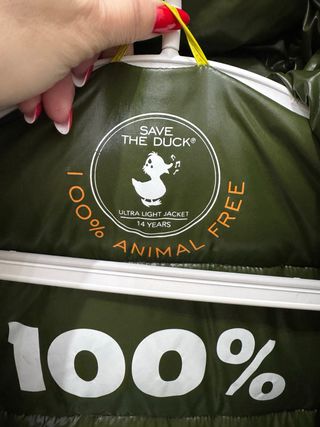 SAVE
THE DUCK®
ULTRA LIGHT JACKET
14 YEARS
100% ANIMAL FREE
100%